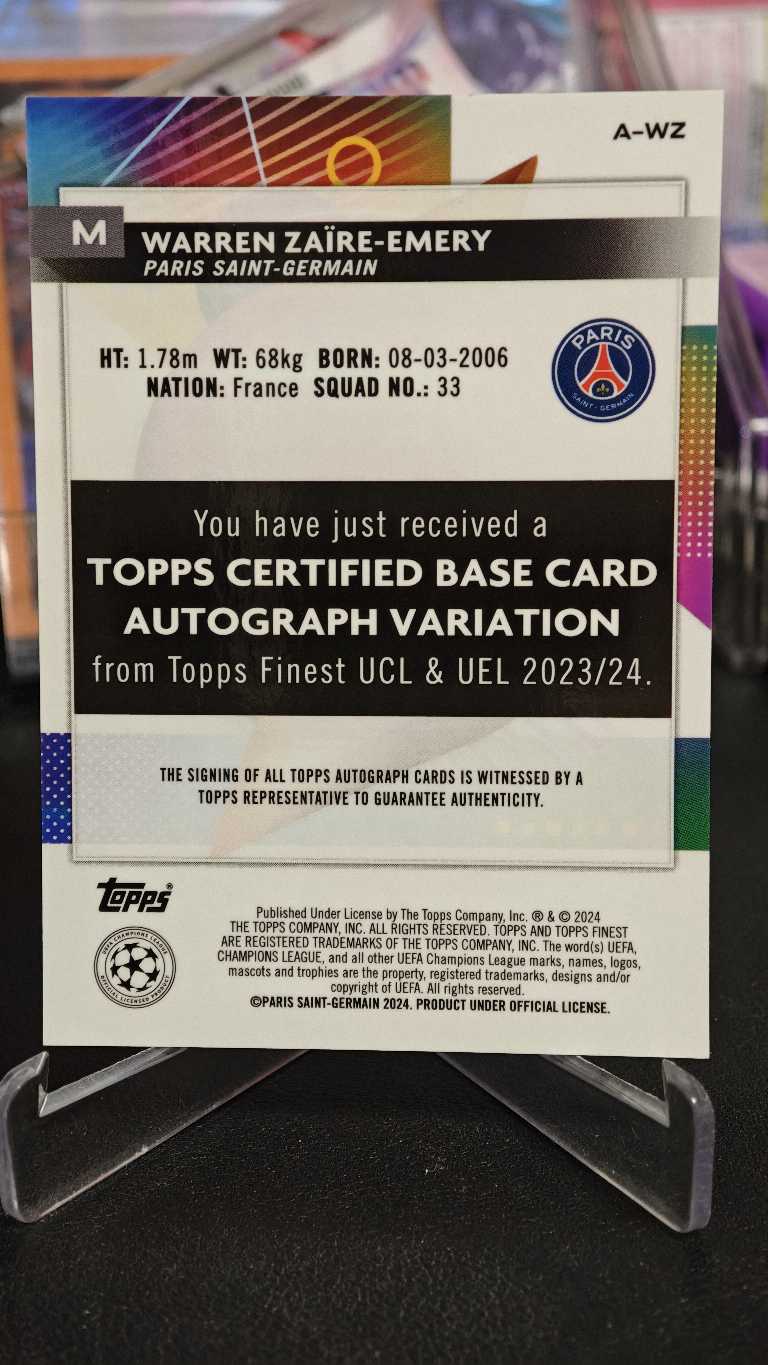 A-WZ
M
WARREN ZAÏRE-EMERY
PARIS SAINT-GERMAIN
HT: 1.78m WT: 68kg BORN: 08-03-2006
NATION: France SQUAD NO.: 33
PARIS
SAINT-GERMAIN
You have just received a
TOPPS CERTIFIED BASE CARD
AUTOGRAPH VARIATION
from Topps Finest UCL & UEL 2023/24.
THE SIGNING OF ALL TOPPS AUTOGRAPH CARDS IS WITNESSED BY A
TOPPS REPRESENTATIVE TO GUARANTEE AUTHENTICITY.
topps®
UEFA CHAMPIONS LEAGUE
OFFICIAL LICENSED PRODUCT
Published Under License by The Topps Company, Inc. ® & © 2024
THE TOPPS COMPANY, INC. ALL RIGHTS RESERVED. TOPPS AND TOPPS FINEST
ARE REGISTERED TRADEMARKS OF THE TOPPS COMPANY, INC. The word(s) UEFA,
CHAMPIONS LEAGUE, and all other UEFA Champions League marks, names, logos,
mascots and trophies are the property, registered trademarks, designs and/or
copyright of UEFA. All rights reserved.
©PARIS SAINT-GERMAIN 2024. PRODUCT UNDER OFFICIAL LICENSE.